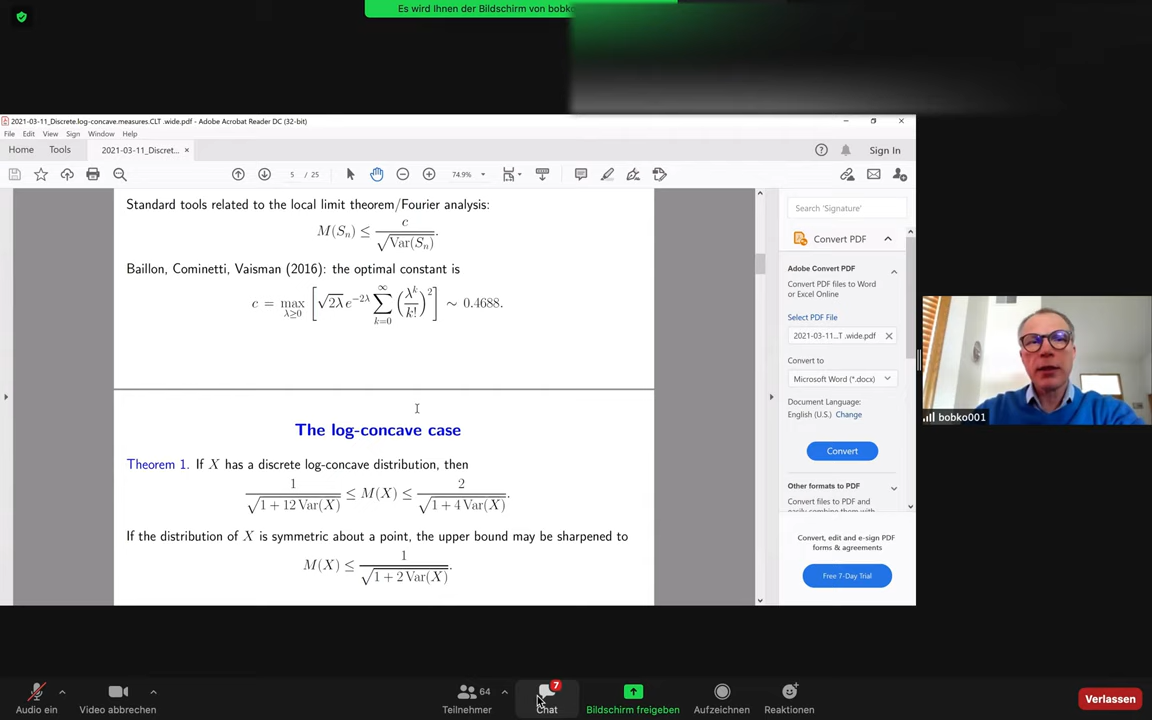 Es wird Ihnen der Bildschirm von bobko
2021-03-11_Discrete.log-concave.measures.CLT .wide.pdf - Adobe Acrobat Reader DC (32-bit)
File Edit View Sign Window Help
Home Tools 2021-03-11_Discret... × Sign In
5 / 25 74.9%
Standard tools related to the local limit theorem/Fourier analysis:
M(S_n) ≤ c / √Var(S_n).
Baillon, Cominetti, Vaisman (2016): the optimal constant is
c = max_{λ≥0} [ √2λ e^{−2λ} ∑_{k=0}^{∞} (λ^k / k!)^2 ] ∼ 0.4688.
The log-concave case
Theorem 1. If X has a discrete log-concave distribution, then
1 / √(1 + 12 Var(X)) ≤ M(X) ≤ 2 / √(1 + 4 Var(X)).
If the distribution of X is symmetric about a point, the upper bound may be sharpened to
M(X) ≤ 1 / √(1 + 2 Var(X)).
Search 'Signature'
Convert PDF
Adobe Convert PDF
Convert PDF files to Word
or Excel Online
Select PDF File
2021-03-11...T .wide.pdf
Convert to
Microsoft Word (*.docx)
Document Language:
English (U.S.) Change
Convert
Other formats to PDF
Convert, edit and e-sign PDF
forms & agreements
Free 7-Day Trial
bobko001
Audio ein
Video abbrechen
64
Teilnehmer
7
Chat
Bildschirm freigeben
Aufzeichnen
Reaktionen
Verlassen